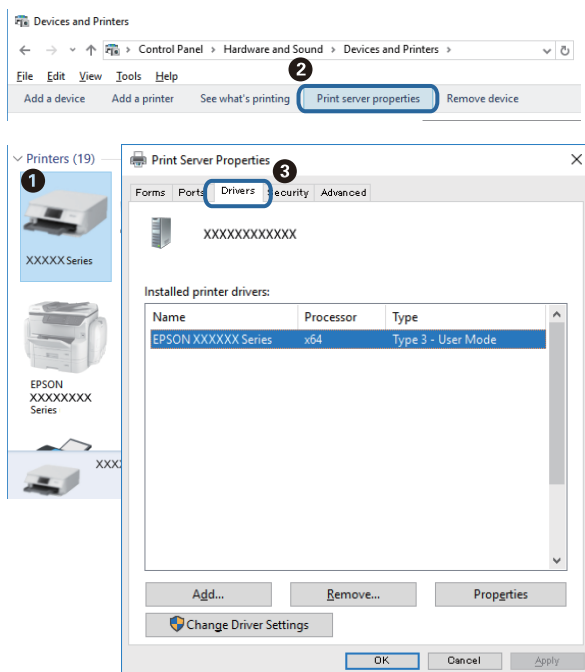 Devices and Printers
Control Panel > Hardware and Sound > Devices and Printers >
File Edit View Tools Help
2
Add a device Add a printer See what's printing Print server properties Remove device
Printers (19)
1
XXXXX Series
EPSON
XXXXXXXX
Series
XXX
Print Server Properties
3
Forms Ports Drivers Security Advanced
XXXXXXXXXXXX
Installed printer drivers:
Name Processor Type
EPSON XXXXXX Series x64 Type 3 - User Mode
Add... Remove... Properties
Change Driver Settings
OK Cancel Apply